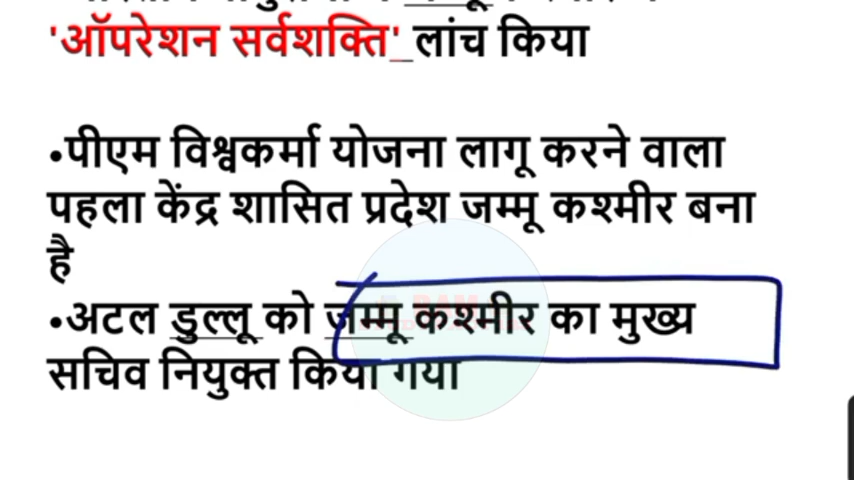 'ऑपरेशन सर्वशक्ति' लांच किया
•पीएम विश्वकर्मा योजना लागू करने वाला
पहला केंद्र शासित प्रदेश जम्मू कश्मीर बना
है
•अटल डुल्लू को जम्मू कश्मीर का मुख्य
सचिव नियुक्त किया गया